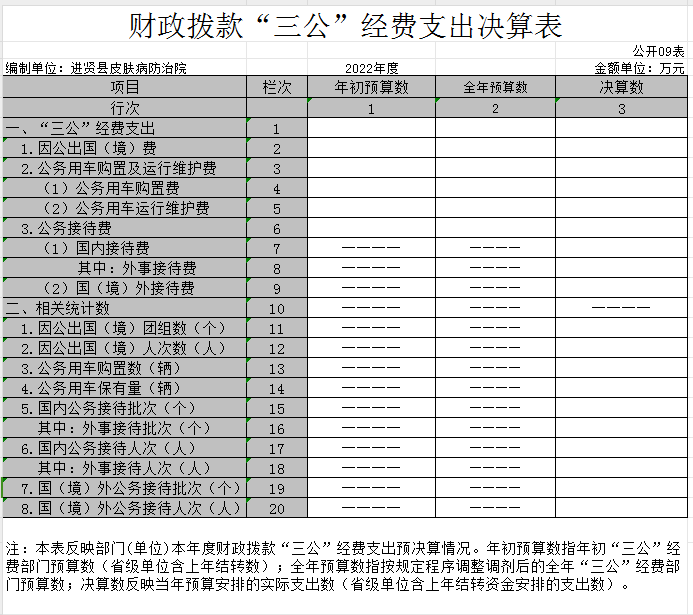 财政拨款“三公”经费支出决算表
公开09表
编制单位：进贤县皮肤病防治院 2022年度 金额单位：万元
项目 栏次 年初预算数 全年预算数 决算数
行次 1 2 3
一、“三公”经费支出 1
1.因公出国（境）费 2
2.公务用车购置及运行维护费 3
（1）公务用车购置费 4
（2）公务用车运行维护费 5
3.公务接待费 6
（1）国内接待费 7 ———— ————
其中：外事接待费 8 ———— ————
（2）国（境）外接待费 9 ———— ————
二、相关统计数 10 ———— ———— ————
1.因公出国（境）团组数（个） 11 ———— ————
2.因公出国（境）人次数（人） 12 ———— ————
3.公务用车购置数（辆） 13 ———— ————
4.公务用车保有量（辆） 14 ———— ————
5.国内公务接待批次（个） 15 ———— ————
其中：外事接待批次（个） 16 ———— ————
6.国内公务接待人次（人） 17 ———— ————
其中：外事接待人次（人） 18 ———— ————
7.国（境）外公务接待批次（个） 19 ———— ————
8.国（境）外公务接待人次（人） 20 ———— ————
注：本表反映部门(单位)本年度财政拨款“三公”经费支出预决算情况。年初预算数指年初“三公”经
费部门预算数（省级单位含上年结转数）；全年预算数指按规定程序调整调剂后的全年“三公”经费部
门预算数；决算数反映当年预算安排的实际支出数（省级单位含上年结转资金安排的支出数）。